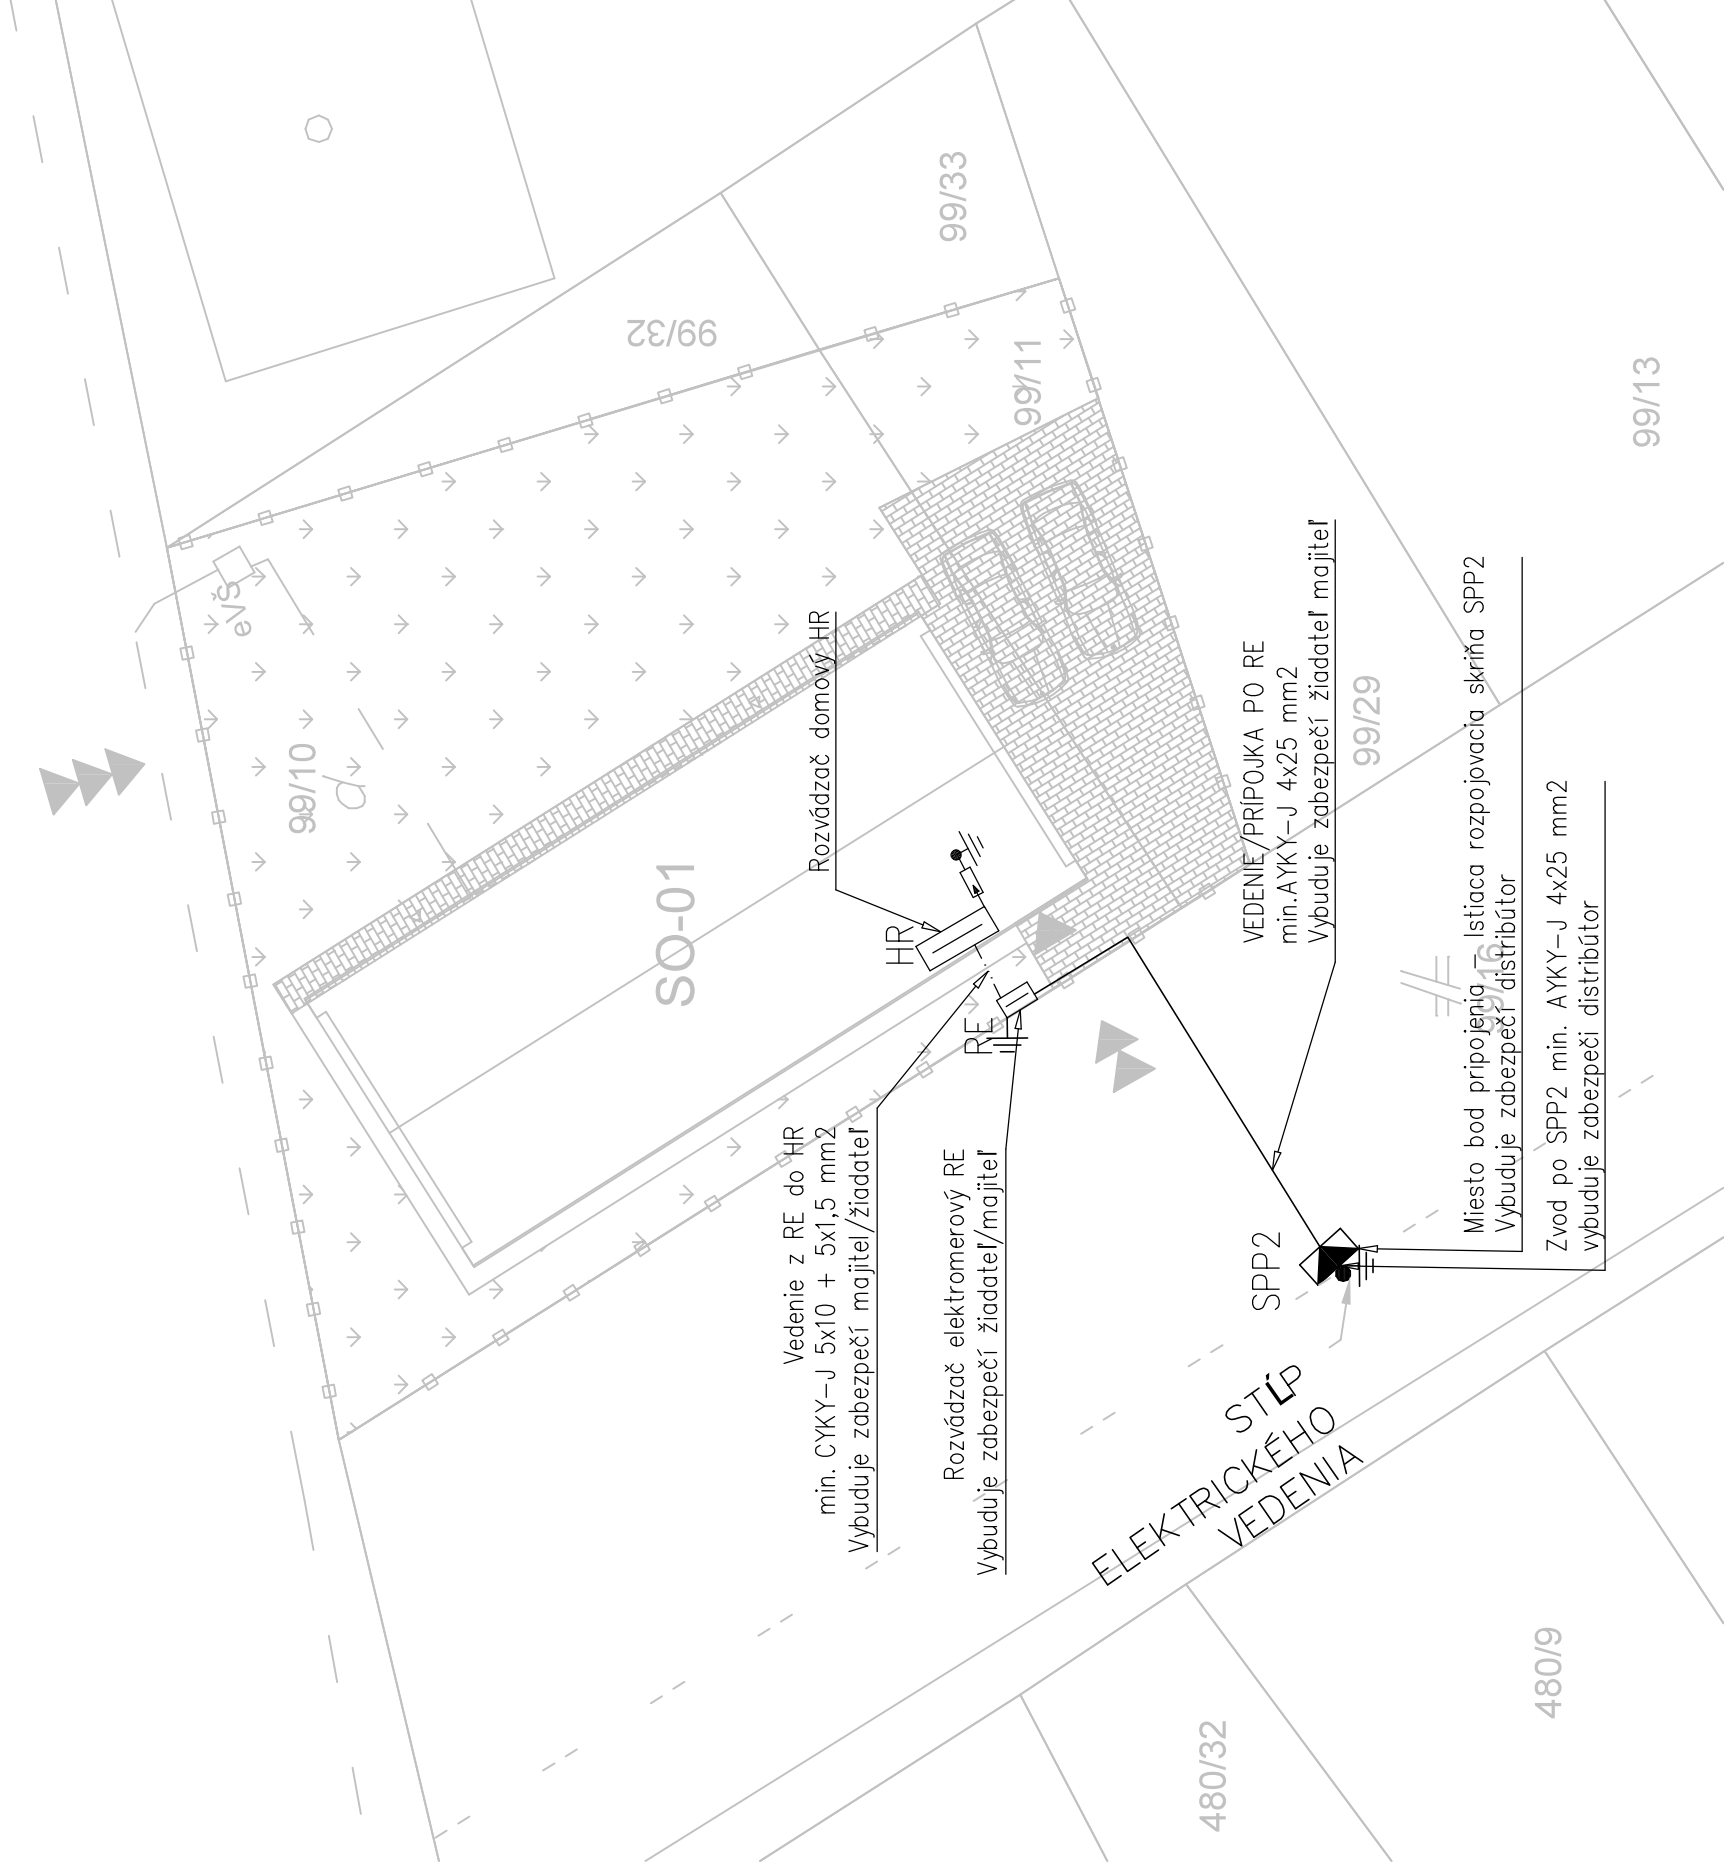 99/33
99/32
99/11
99/13
eVŠ
99/10
SO-01
Rozvádzač domový HR
HR
RE
VEDENIE/PRÍPOJKA PO RE
min.AYKY-J 4x25 mm2
Vybuduje zabezpečí žiadateľ majiteľ
99/29
99/16
Miesto bod pripojenia - Istiaca rozpojovacia skriňa SPP2
Vybuduje zabezpečí distribútor
Zvod po SPP2 min. AYKY-J 4x25 mm2
vybuduje zabezpečí distribútor
Vedenie z RE do HR
min. CYKY-J 5x10 + 5x1,5 mm2
Vybuduje zabezpečí majiteľ/žiadateľ
Rozvádzač elektromerový RE
Vybuduje zabezpečí žiadateľ/majiteľ
SPP2
STĹP
ELEKTRICKÉHO
VEDENIA
480/32
480/9